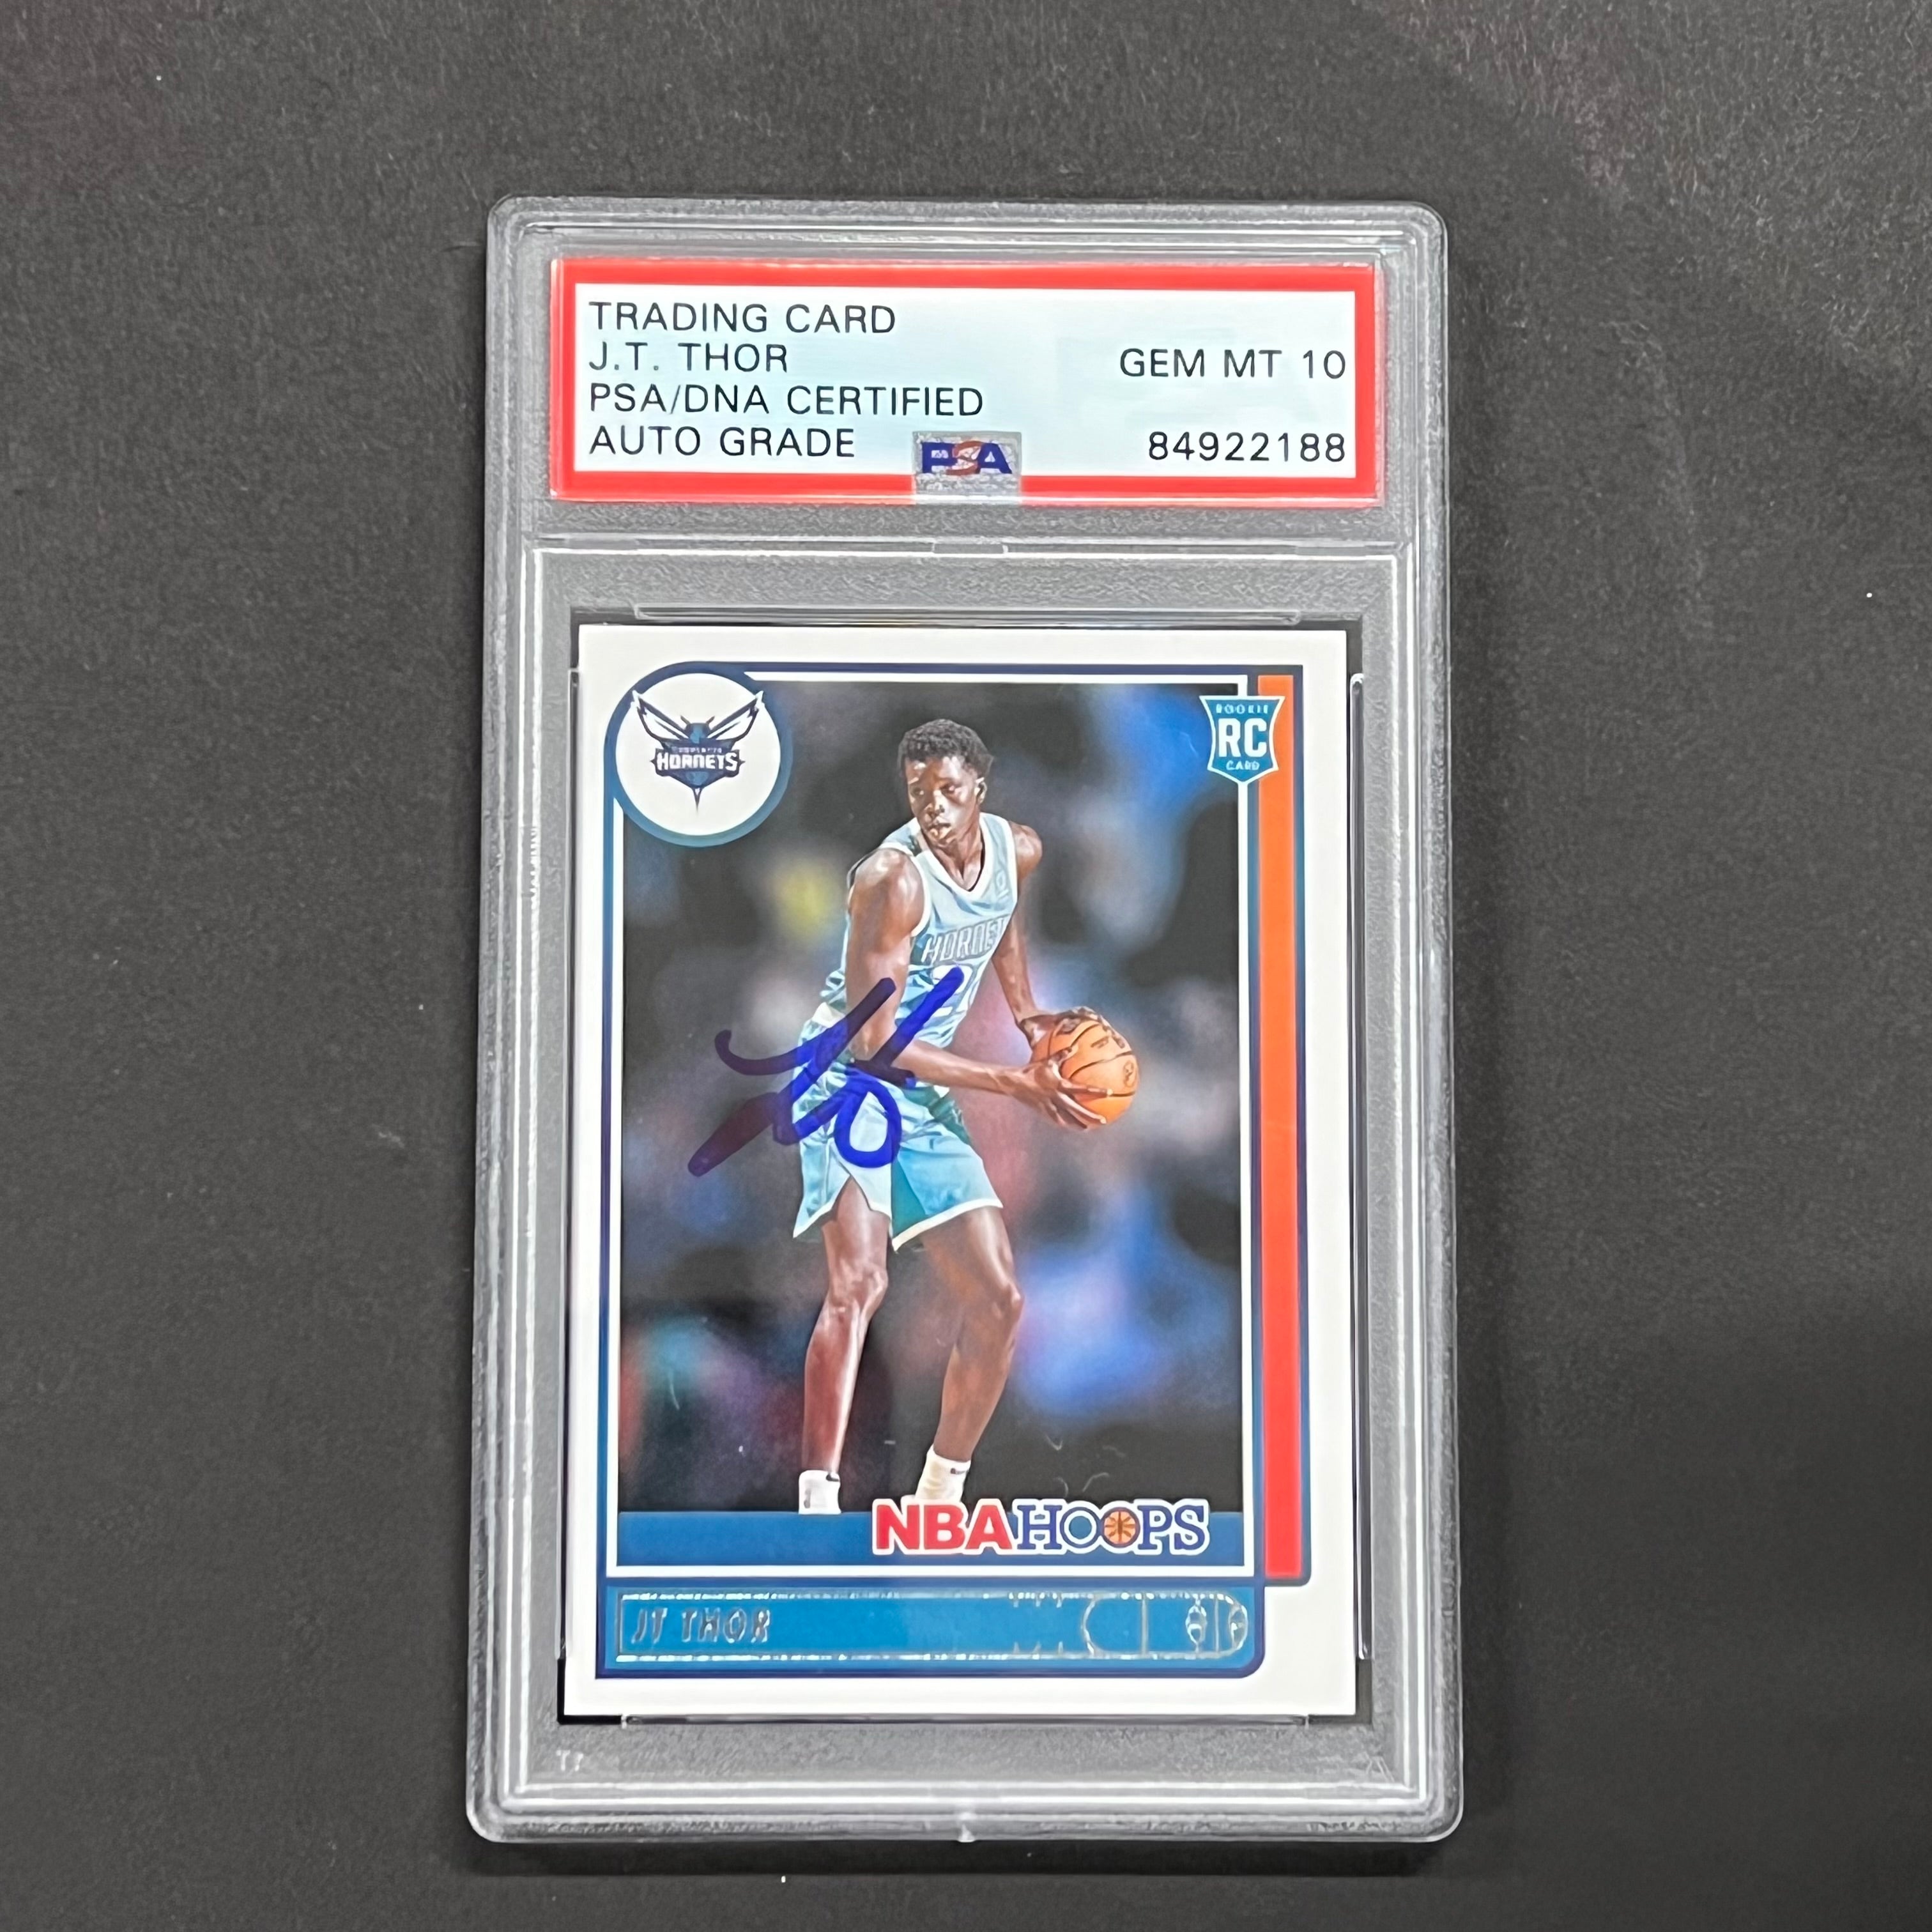 TRADING CARD
J.T. THOR
GEM MT 10
PSA/DNA CERTIFIED
AUTO GRADE
PSA
84922188
HORNETS
ROOKIE
RC
CARD
HORNE
NBA HOOPS
JT THOR